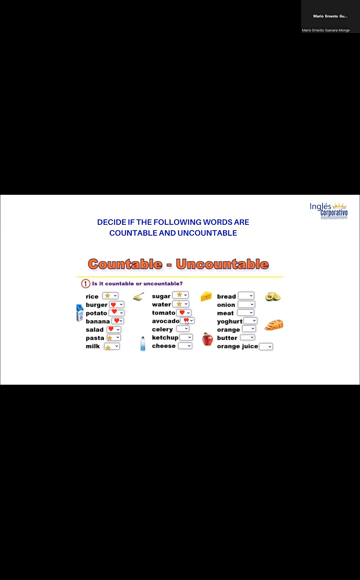 Mario Ernesto Gu...
Mario Ernesto Guevara Monge
Inglés
Corporativo
DECIDE IF THE FOLLOWING WORDS ARE
COUNTABLE AND UNCOUNTABLE
Countable - Uncountable
1 Is it countable or uncountable?
rice
burger
potato
banana
salad
pasta
milk
sugar
water
tomato
avocado
celery
ketchup
cheese
bread
onion
meat
yoghurt
orange
butter
orange juice